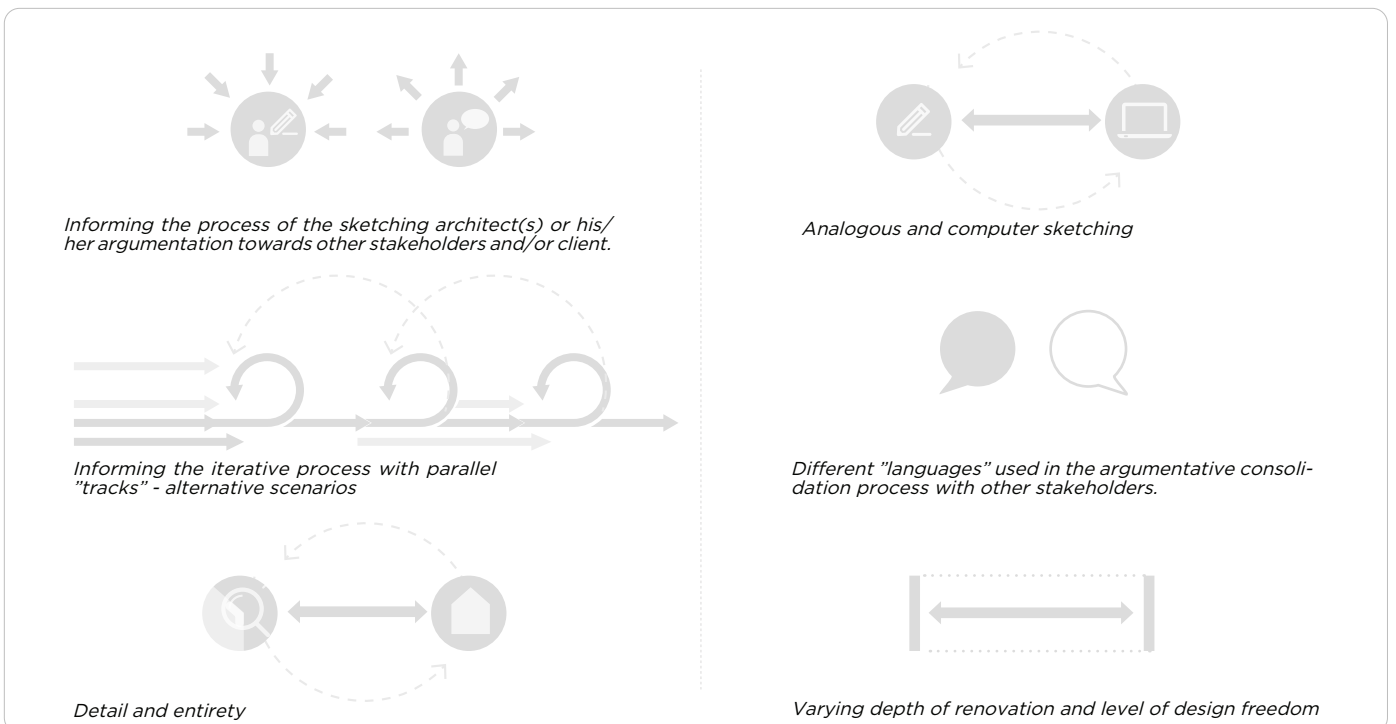 Informing the process of the sketching architect(s) or his/
her argumentation towards other stakeholders and/or client.
Informing the iterative process with parallel
”tracks” - alternative scenarios
Detail and entirety
Analogous and computer sketching
Different ”languages” used in the argumentative consoli-
dation process with other stakeholders.
Varying depth of renovation and level of design freedom